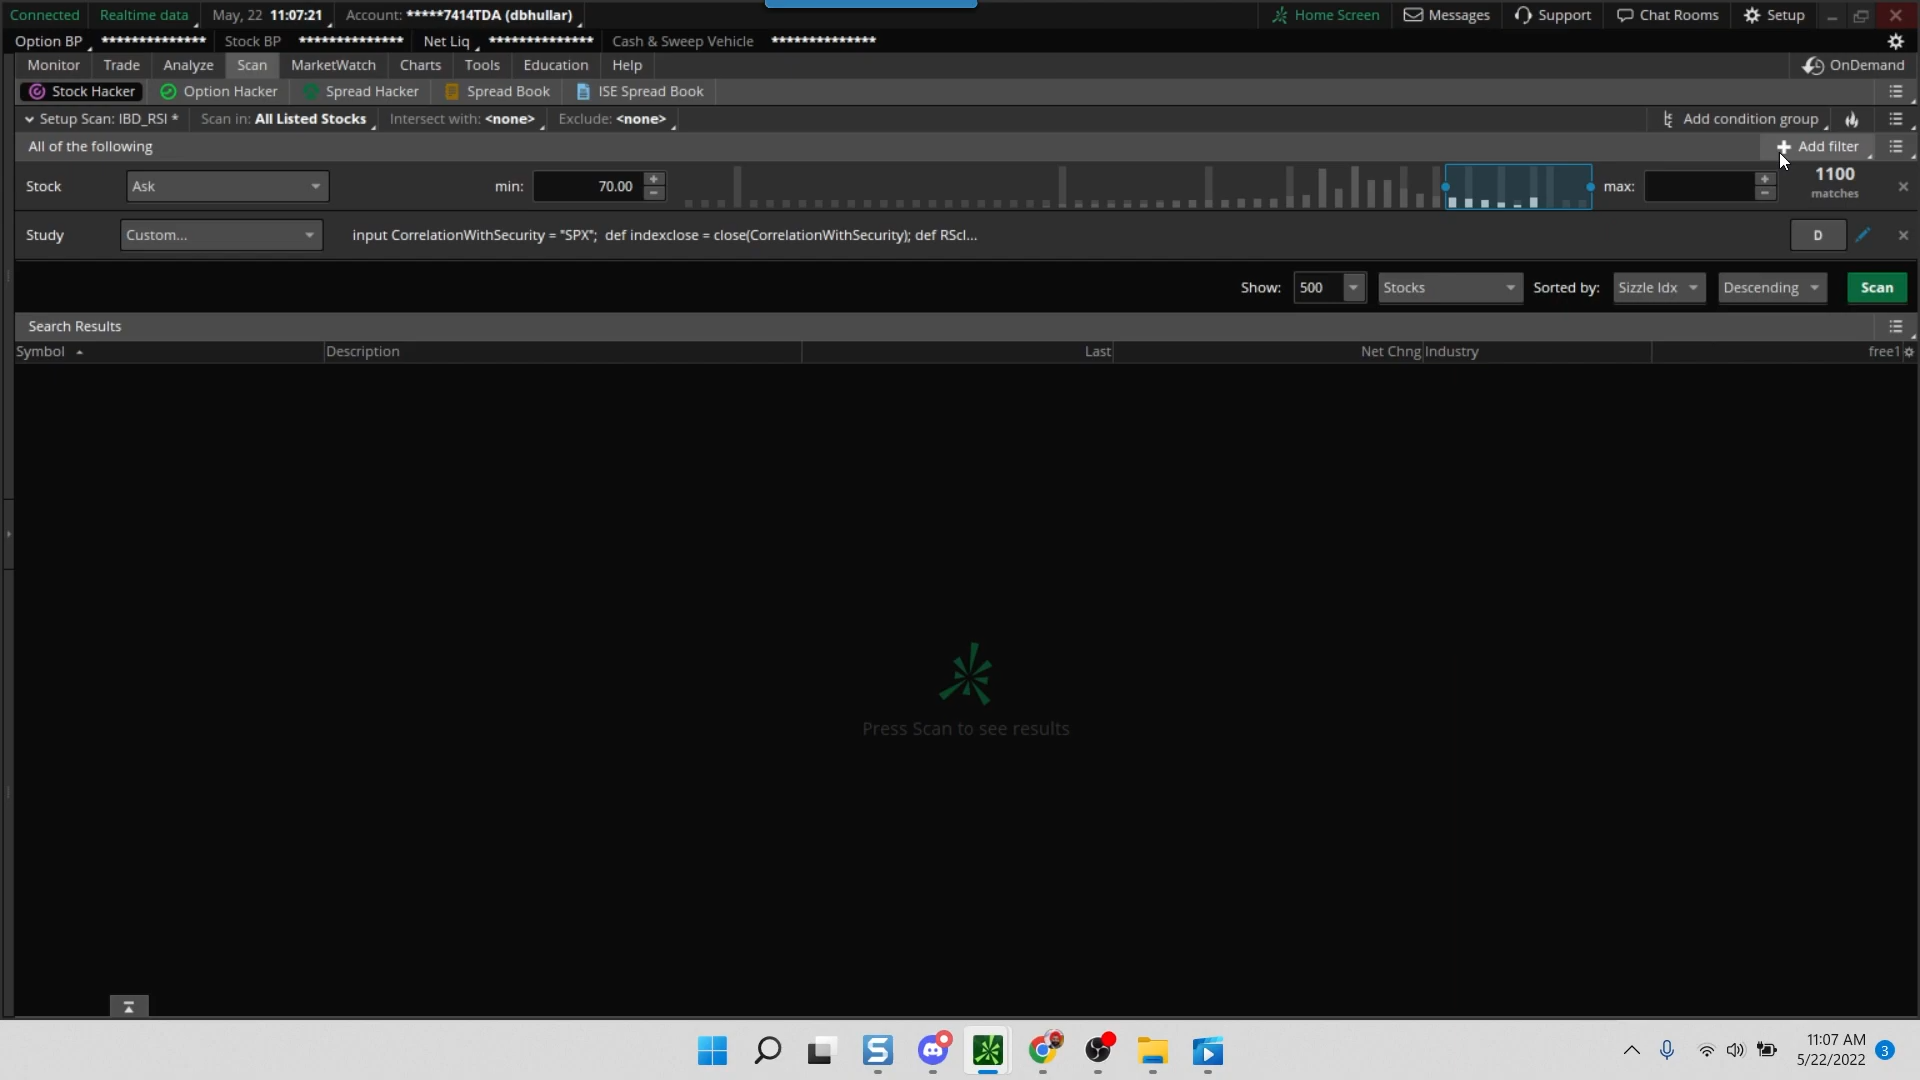 Connected Realtime data May, 22 11:07:21 Account: *****7414TDA (dbhullar) Home Screen Messages Support Chat Rooms Setup
Option BP ************** Stock BP ************** Net Liq ************** Cash & Sweep Vehicle **************
Monitor Trade Analyze Scan MarketWatch Charts Tools Education Help OnDemand
Stock Hacker Option Hacker Spread Hacker Spread Book ISE Spread Book
Setup Scan: IBD_RSI * Scan in: All Listed Stocks Intersect with: <none> Exclude: <none> Add condition group
All of the following Add filter
Stock Ask min: 70.00 max: 1100
matches
Study Custom... input CorrelationWithSecurity = "SPX"; def indexclose = close(CorrelationWithSecurity); def RScl... D
Show: 500 Stocks Sorted by: Sizzle Idx Descending Scan
Search Results
Symbol Description Last Net Chng Industry free1
Press Scan to see results
11:07 AM
5/22/2022 3